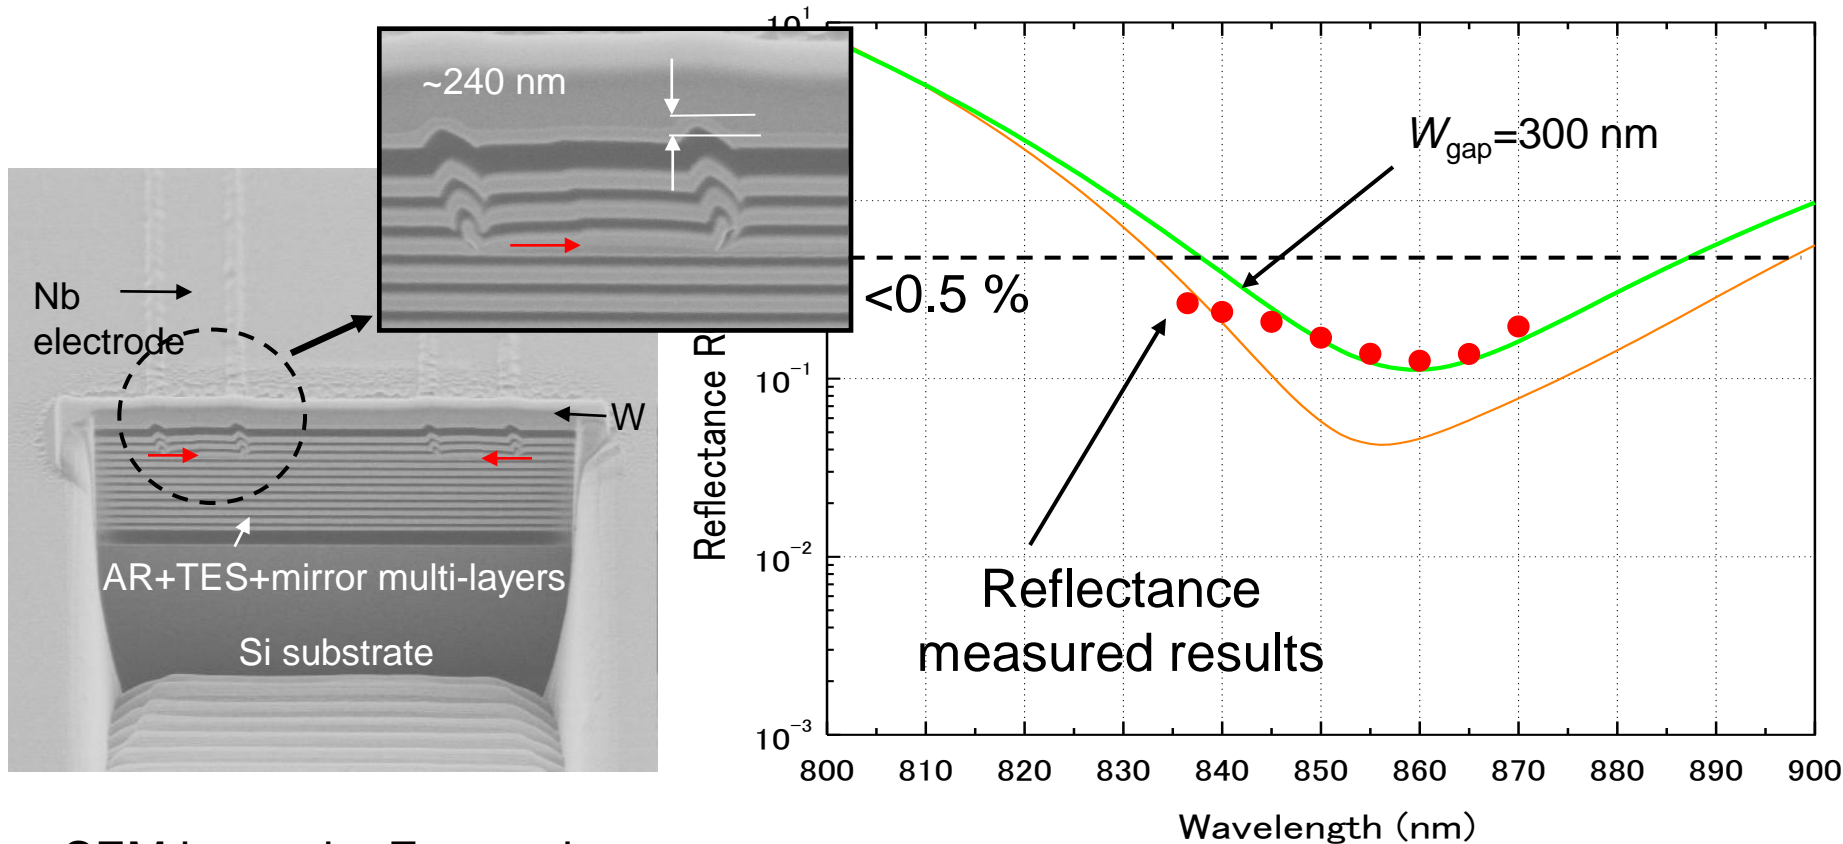 ~240 nm
Nb
electrode
W
AR+TES+mirror multi-layers
Si substrate
10¹
10⁻¹
10⁻²
10⁻³
Reflectance R
<0.5 %
W_gap=300 nm
Reflectance
measured results
800 810 820 830 840 850 860 870 880 890 900
Wavelength (nm)